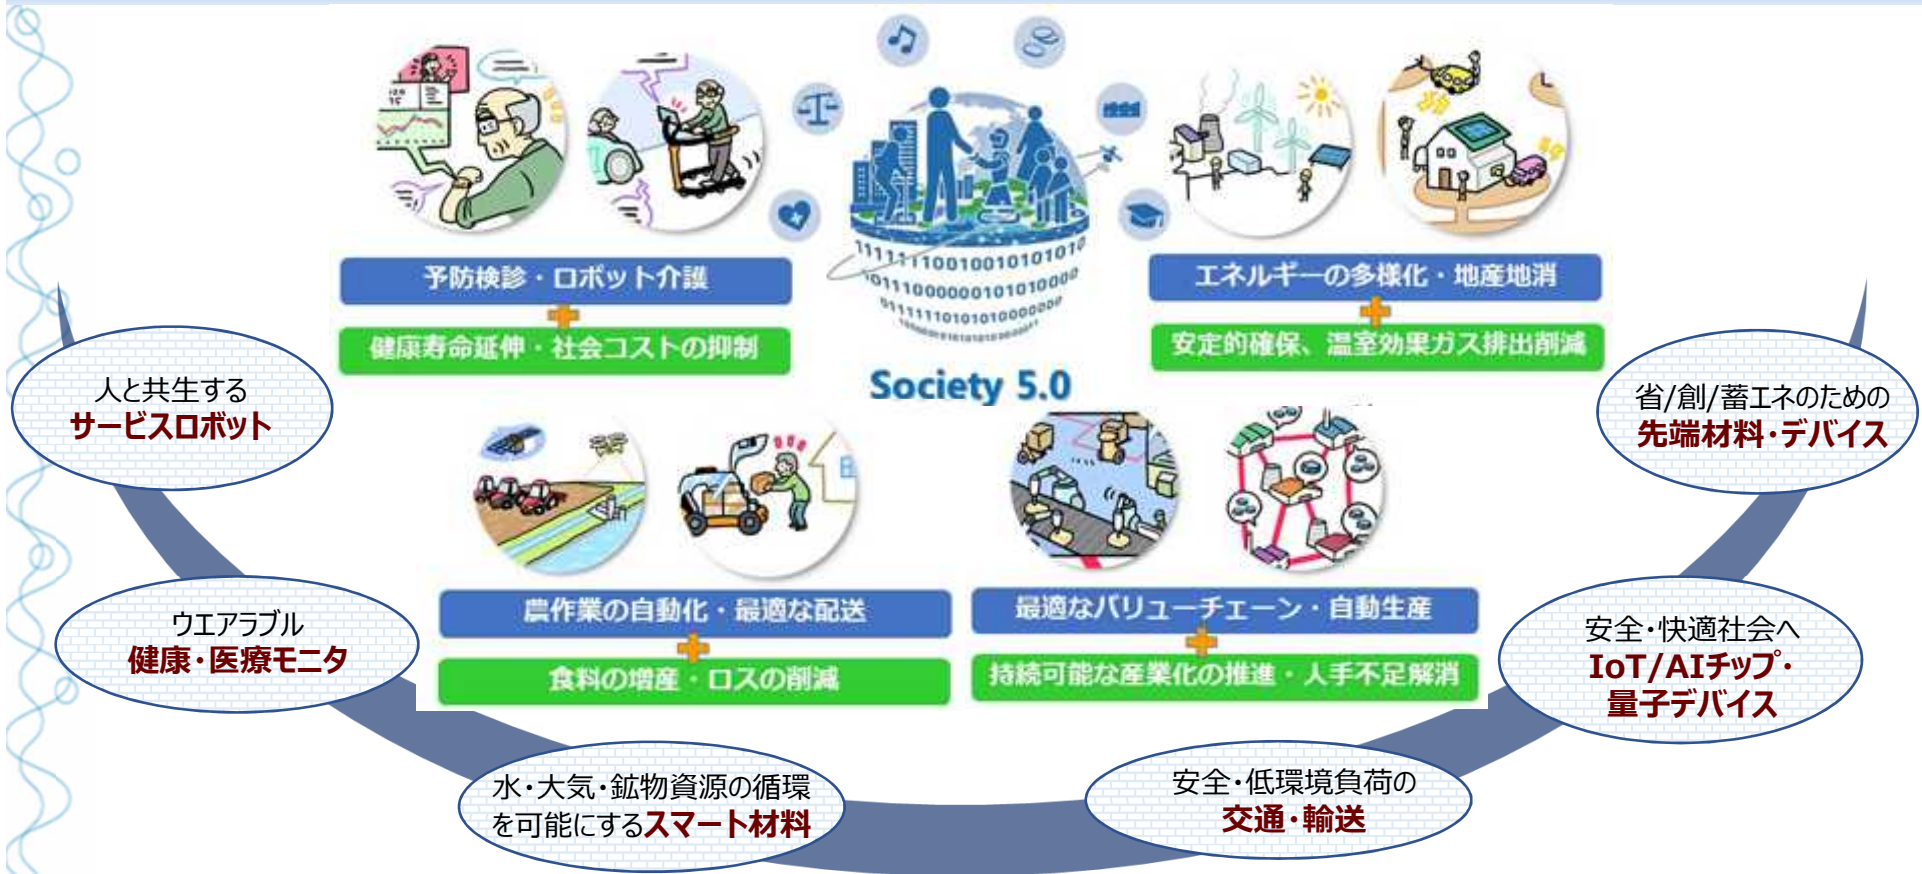 予防検診・ロボット介護
健康寿命延伸・社会コストの抑制
エネルギーの多様化・地産地消
安定的確保、温室効果ガス排出削減
1111111001001010101010
Society 5.0
人と共生する
サービスロボット
省/創/蓄エネのための
先端材料・デバイス
農作業の自動化・最適な配送
食料の増産・ロスの削減
最適なバリューチェーン・自動生産
持続可能な産業化の推進・人手不足解消
ウエアラブル
健康・医療モニタ
安全・快適社会へ
IoT/AIチップ・
量子デバイス
水・大気・鉱物資源の循環
を可能にするスマート材料
安全・低環境負荷の
交通・輸送